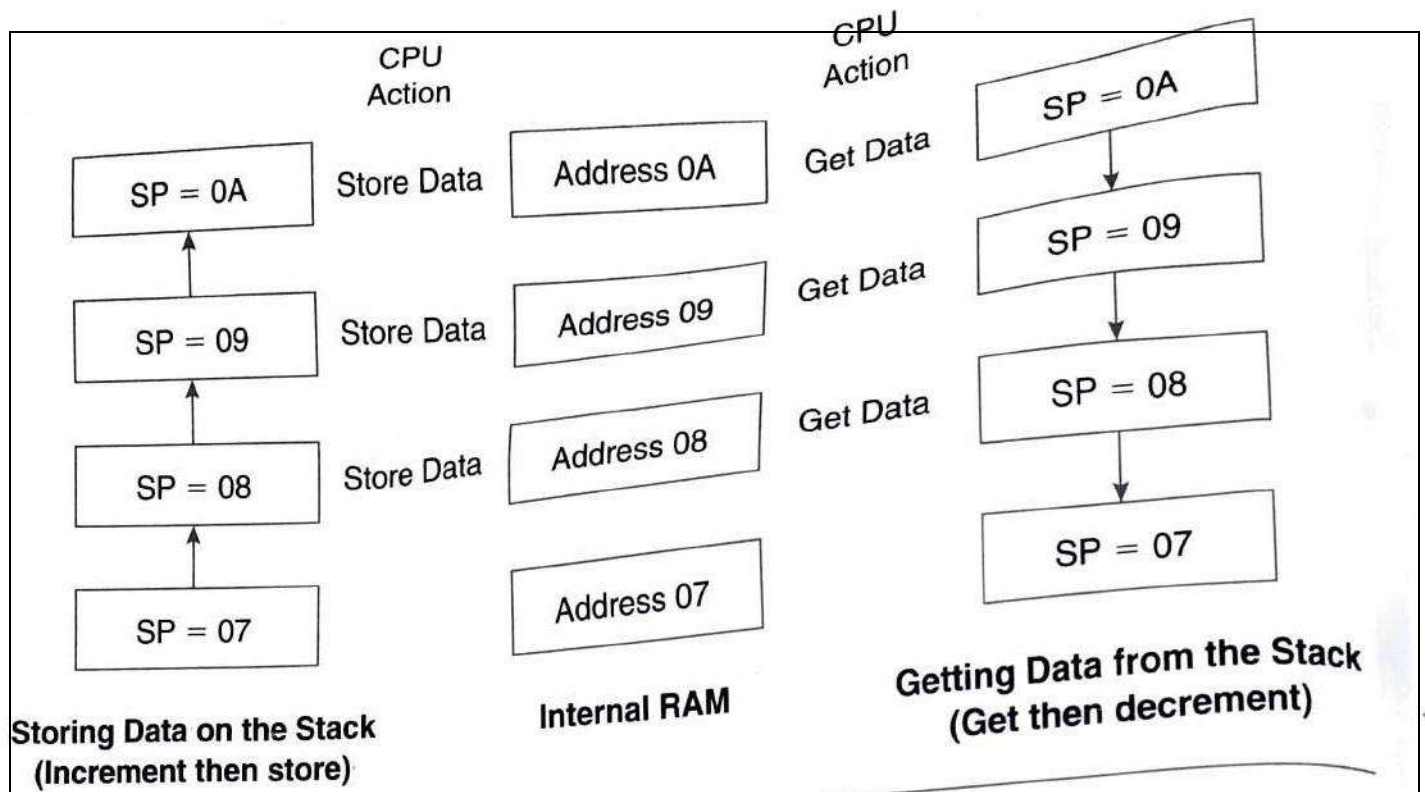 CPU
Action
CPU
Action
SP = 0A
Store Data
Address 0A
Get Data
SP = 0A
SP = 09
Store Data
Address 09
Get Data
SP = 09
SP = 08
Store Data
Address 08
Get Data
SP = 08
SP = 07
Address 07
SP = 07
Storing Data on the Stack
(Increment then store)
Internal RAM
Getting Data from the Stack
(Get then decrement)